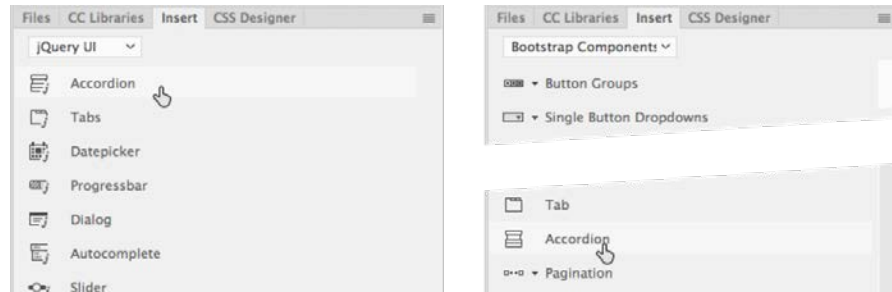 Files CC Libraries Insert CSS Designer
jQuery UI
Accordion
Tabs
Datepicker
Progressbar
Dialog
Autocomplete
Slider
Files CC Libraries Insert CSS Designer
Bootstrap Components
Button Groups
Single Button Dropdowns
Tab
Accordion
Pagination